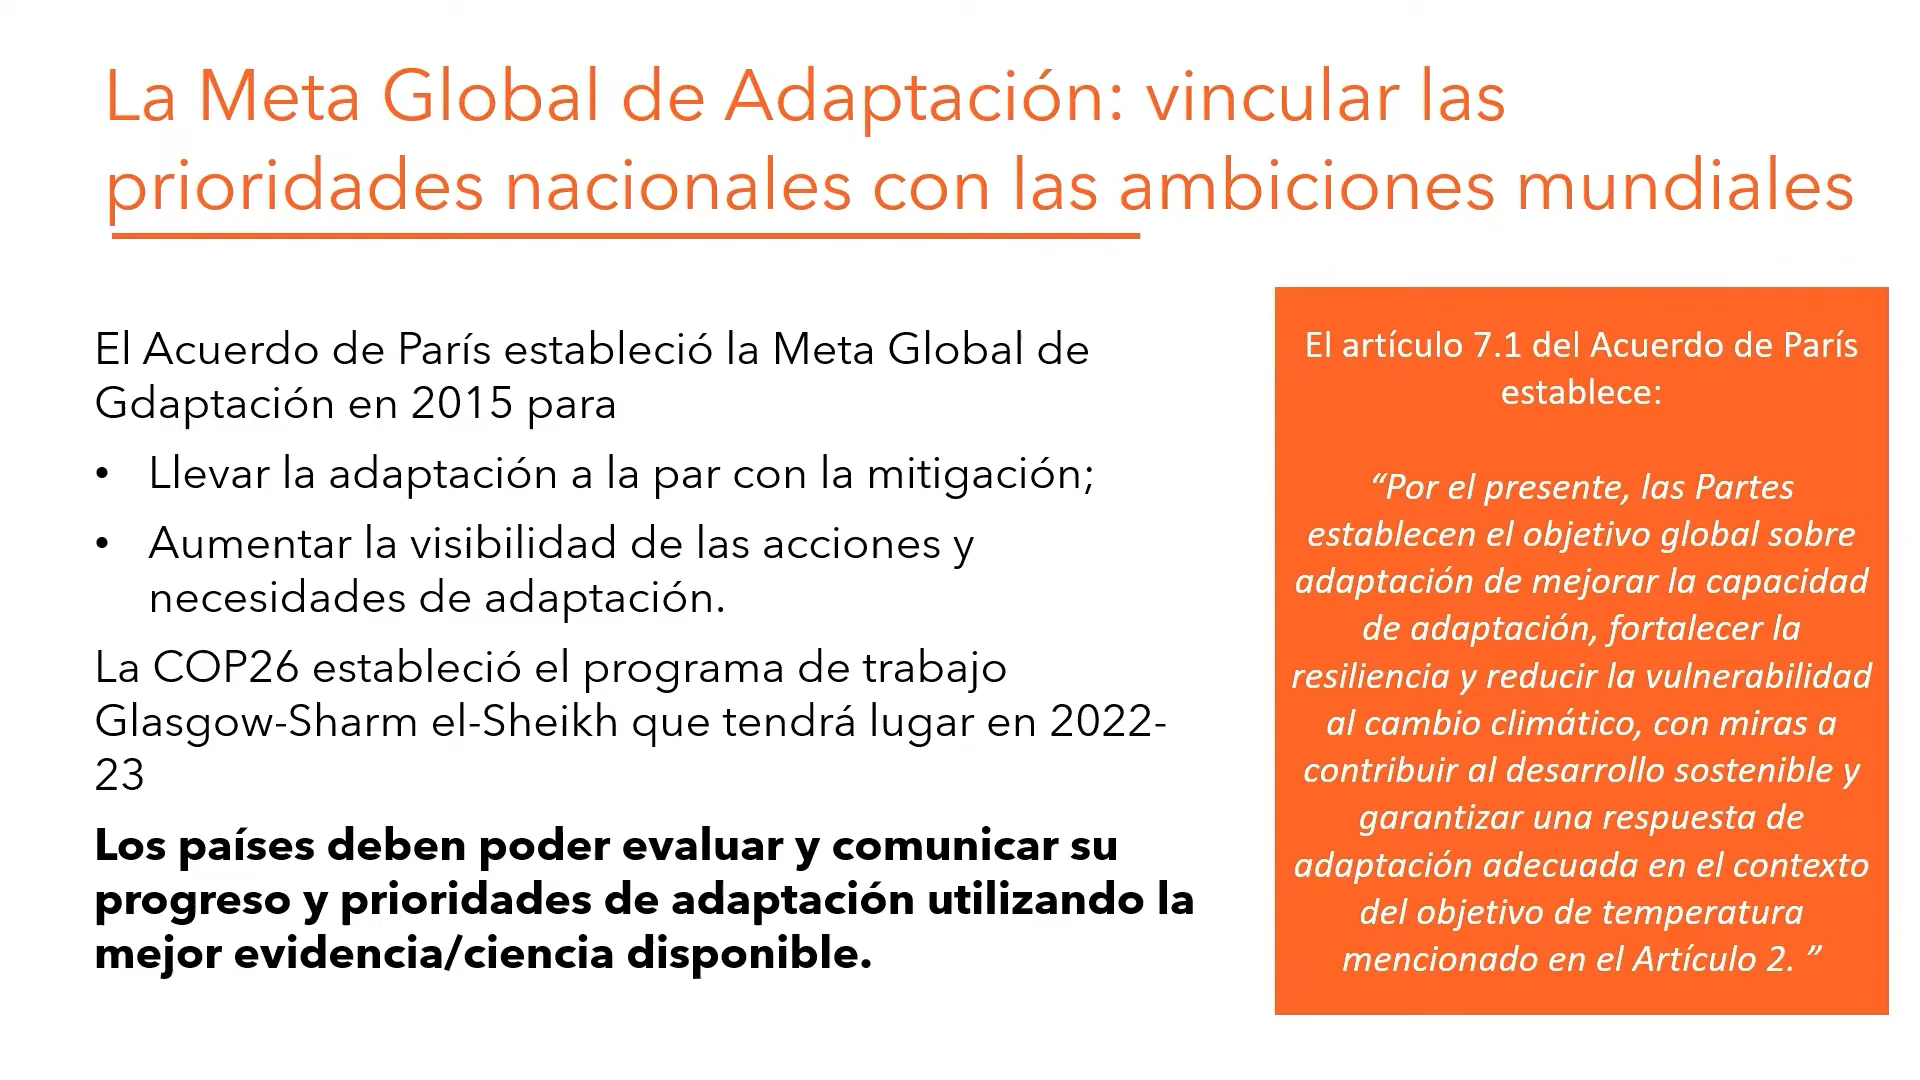 La Meta Global de Adaptación: vincular las
prioridades nacionales con las ambiciones mundiales
El Acuerdo de París estableció la Meta Global de
Gdaptación en 2015 para
• Llevar la adaptación a la par con la mitigación;
• Aumentar la visibilidad de las acciones y
necesidades de adaptación.
La COP26 estableció el programa de trabajo
Glasgow-Sharm el-Sheikh que tendrá lugar en 2022-
23
Los países deben poder evaluar y comunicar su
progreso y prioridades de adaptación utilizando la
mejor evidencia/ciencia disponible.
El artículo 7.1 del Acuerdo de París
establece:
“Por el presente, las Partes
establecen el objetivo global sobre
adaptación de mejorar la capacidad
de adaptación, fortalecer la
resiliencia y reducir la vulnerabilidad
al cambio climático, con miras a
contribuir al desarrollo sostenible y
garantizar una respuesta de
adaptación adecuada en el contexto
del objetivo de temperatura
mencionado en el Artículo 2. ”